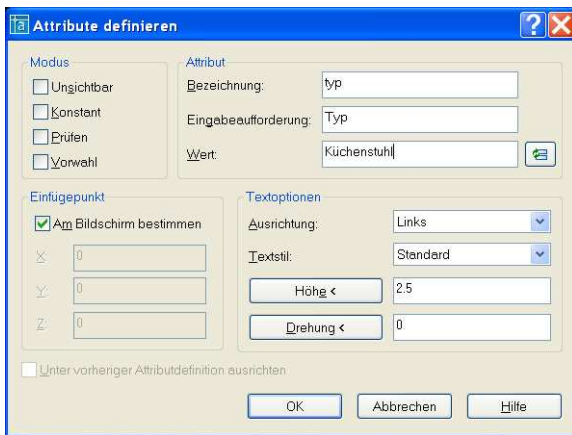 Attribute definieren
Modus
Unsichtbar
Konstant
Prüfen
Vorwahl
Attribut
Bezeichnung: typ
Eingabeaufforderung: Typ
Wert: Küchenstuhl
Einfügepunkt
Am Bildschirm bestimmen
X: 0
Y: 0
Z: 0
Textoptionen
Ausrichtung: Links
Textstil: Standard
Höhe < 2.5
Drehung < 0
Unter vorheriger Attributdefinition ausrichten
OK Abbrechen Hilfe